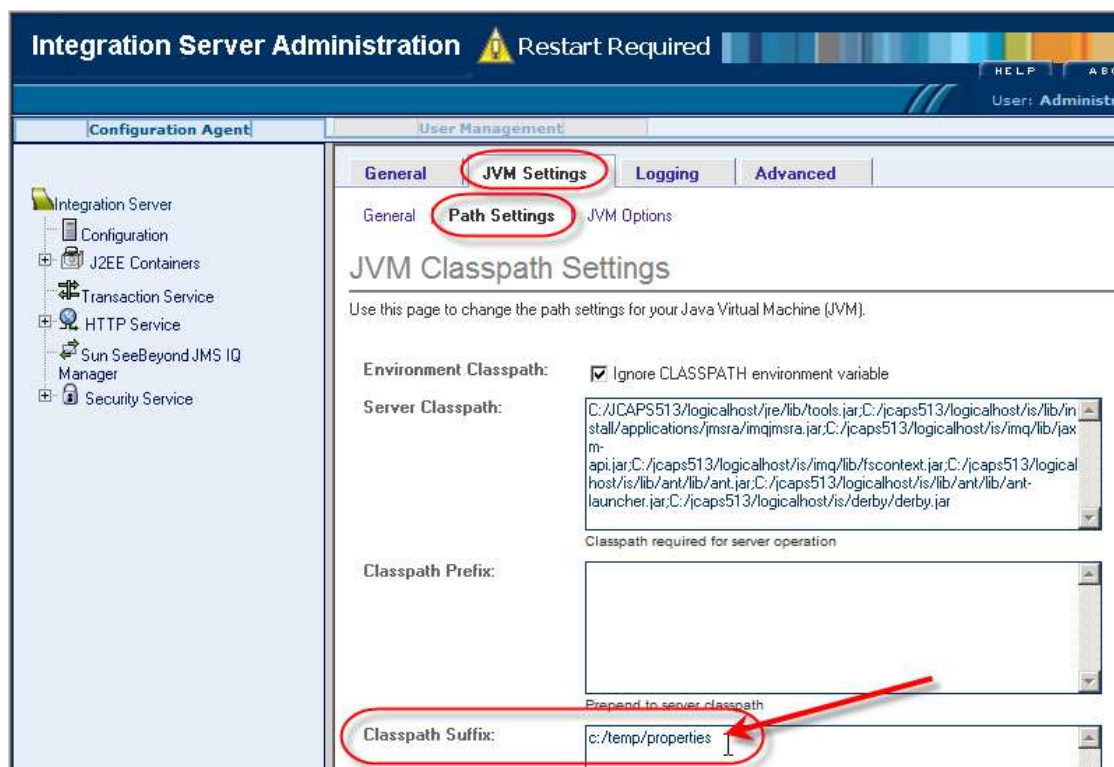 Integration Server Administration Restart Required
HELP
User: Administ
Configuration Agent
User Management
General JVM Settings Logging Advanced
General Path Settings JVM Options
Integration Server
Configuration
J2EE Containers
Transaction Service
HTTP Service
Sun SeeBeyond JMS IQ
Manager
Security Service
JVM Classpath Settings
Use this page to change the path settings for your Java Virtual Machine (JVM).
Environment Classpath: Ignore CLASSPATH environment variable
Server Classpath:
C:/JCAPS513/logicalhost/jre/lib/tools.jar;C:/jcaps513/logicalhost/is/lib/in
stall/applications/jmsra/imqjmsra.jar;C:/jcaps513/logicalhost/is/imq/lib/jax
m-
api.jar;C:/jcaps513/logicalhost/is/imq/lib/fscontext.jar;C:/jcaps513/logical
host/is/lib/ant/lib/ant.jar;C:/jcaps513/logicalhost/is/lib/ant/lib/ant-
launcher.jar;C:/jcaps513/logicalhost/is/derby/derby.jar
Classpath required for server operation
Classpath Prefix:
Prepend to server classpath
Classpath Suffix: c:/temp/properties